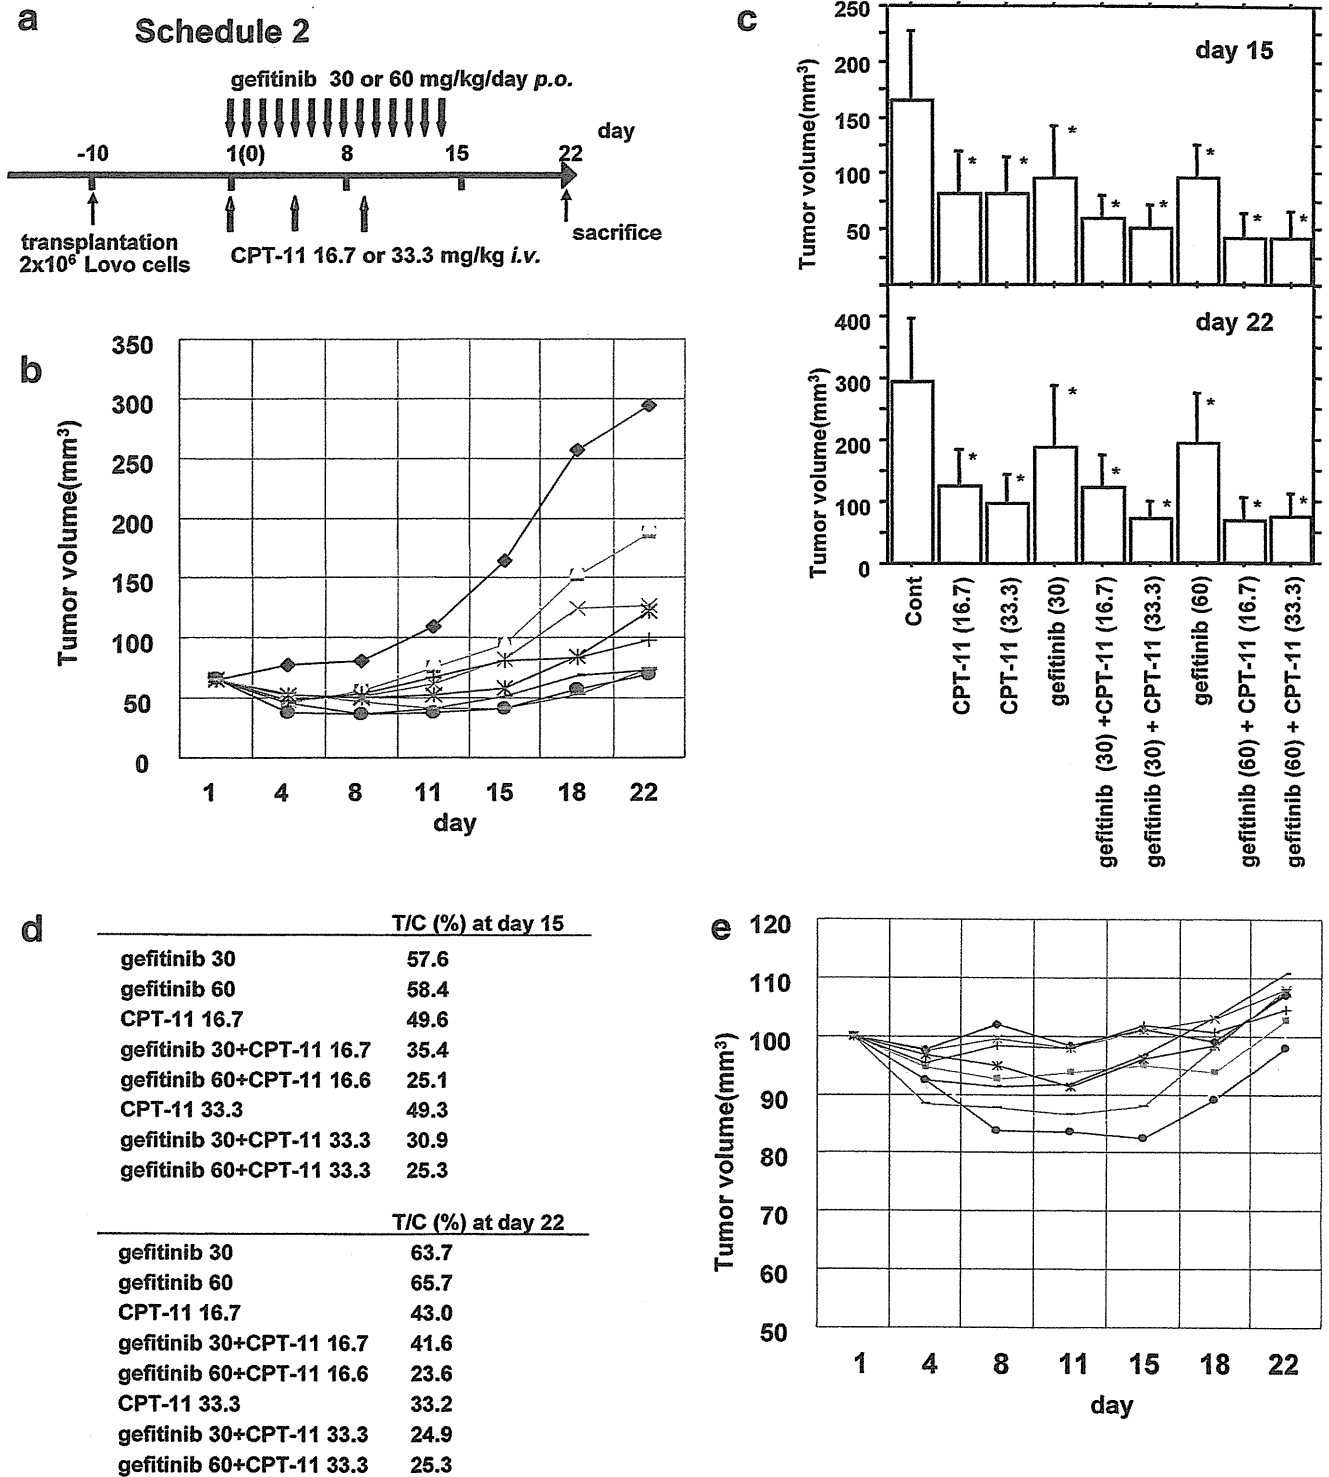 a
Schedule 2
gefitinib 30 or 60 mg/kg/day p.o.
day
-10 1(0) 8 15 22
transplantation
2x10⁶ Lovo cells
CPT-11 16.7 or 33.3 mg/kg i.v.
sacrifice
b
350
300
250
200
150
100
50
0
Tumor volume(mm³)
1 4 8 11 15 18 22
day
c
250
200
150
100
50
Tumor volume(mm³)
day 15
* * * * * * * *
400
300
200
100
0
Tumor volume(mm³)
day 22
* * * * * * * *
Cont
CPT-11 (16.7)
CPT-11 (33.3)
gefitinib (30)
gefitinib (30) +CPT-11 (16.7)
gefitinib (30) + CPT-11 (33.3)
gefitinib (60)
gefitinib (60) + CPT-11 (16.7)
gefitinib (60) + CPT-11 (33.3)
d
T/C (%) at day 15
gefitinib 30 57.6
gefitinib 60 58.4
CPT-11 16.7 49.6
gefitinib 30+CPT-11 16.7 35.4
gefitinib 60+CPT-11 16.6 25.1
CPT-11 33.3 49.3
gefitinib 30+CPT-11 33.3 30.9
gefitinib 60+CPT-11 33.3 25.3
T/C (%) at day 22
gefitinib 30 63.7
gefitinib 60 65.7
CPT-11 16.7 43.0
gefitinib 30+CPT-11 16.7 41.6
gefitinib 60+CPT-11 16.6 23.6
CPT-11 33.3 33.2
gefitinib 30+CPT-11 33.3 24.9
gefitinib 60+CPT-11 33.3 25.3
e
120
110
100
90
80
70
60
50
Tumor volume(mm³)
1 4 8 11 15 18 22
day